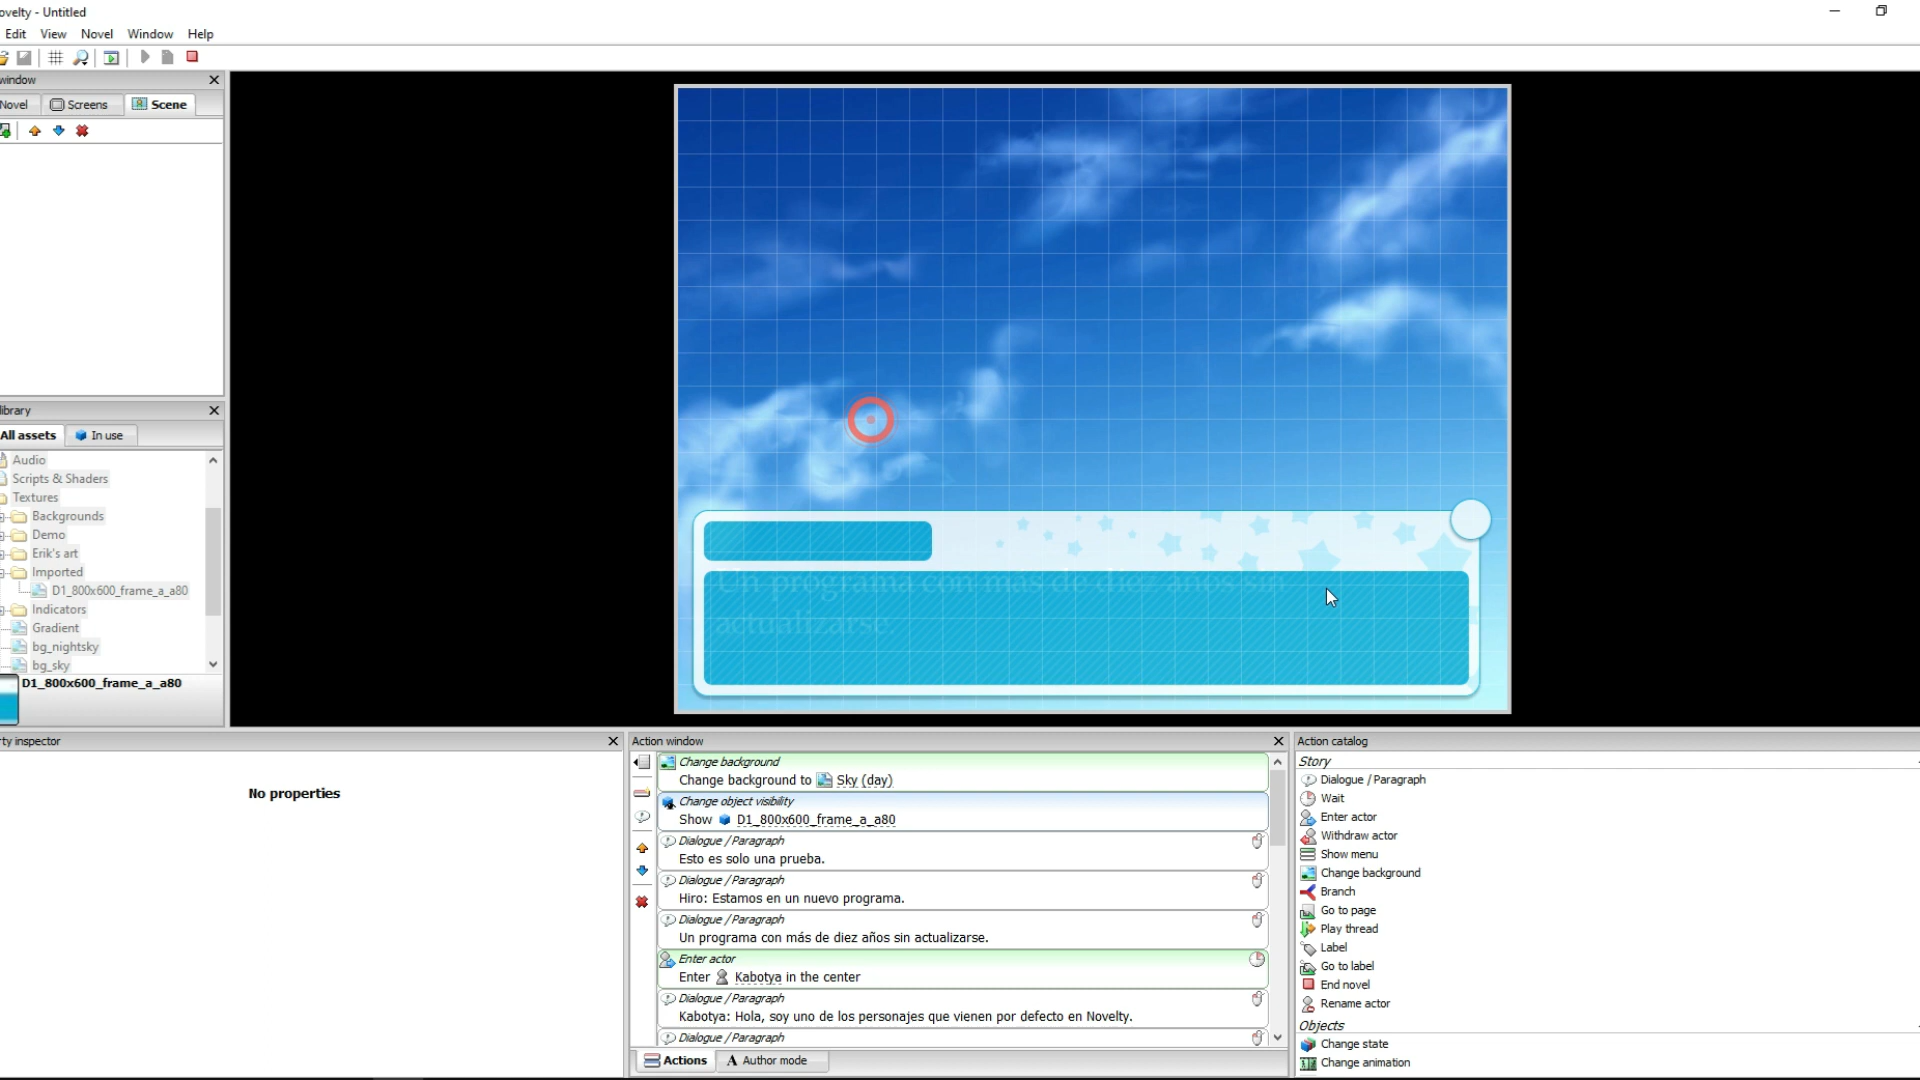 ovelty - Untitled
Edit View Novel Window Help
window
Novel Screens Scene
library
All assets In use
Audio
Scripts & Shaders
Textures
Backgrounds
Demo
Erik's art
Imported
D1_800x600_frame_a_a80
Indicators
Gradient
bg_nightsky
bg_sky
D1_800x600_frame_a_a80
Un programa con más de diez años sin
actualizarse
rty inspector
No properties
Action window
Change background
Change background to Sky (day)
Change object visibility
Show D1_800x600_frame_a_a80
Dialogue / Paragraph
Esto es solo una prueba.
Dialogue / Paragraph
Hiro: Estamos en un nuevo programa.
Dialogue / Paragraph
Un programa con más de diez años sin actualizarse.
Enter actor
Enter Kabotya in the center
Dialogue / Paragraph
Kabotya: Hola, soy uno de los personajes que vienen por defecto en Novelty.
Dialogue / Paragraph
Actions A Author mode
Action catalog
Story
Dialogue / Paragraph
Wait
Enter actor
Withdraw actor
Show menu
Change background
Branch
Go to page
Play thread
Label
Go to label
End novel
Rename actor
Objects
Change state
Change animation